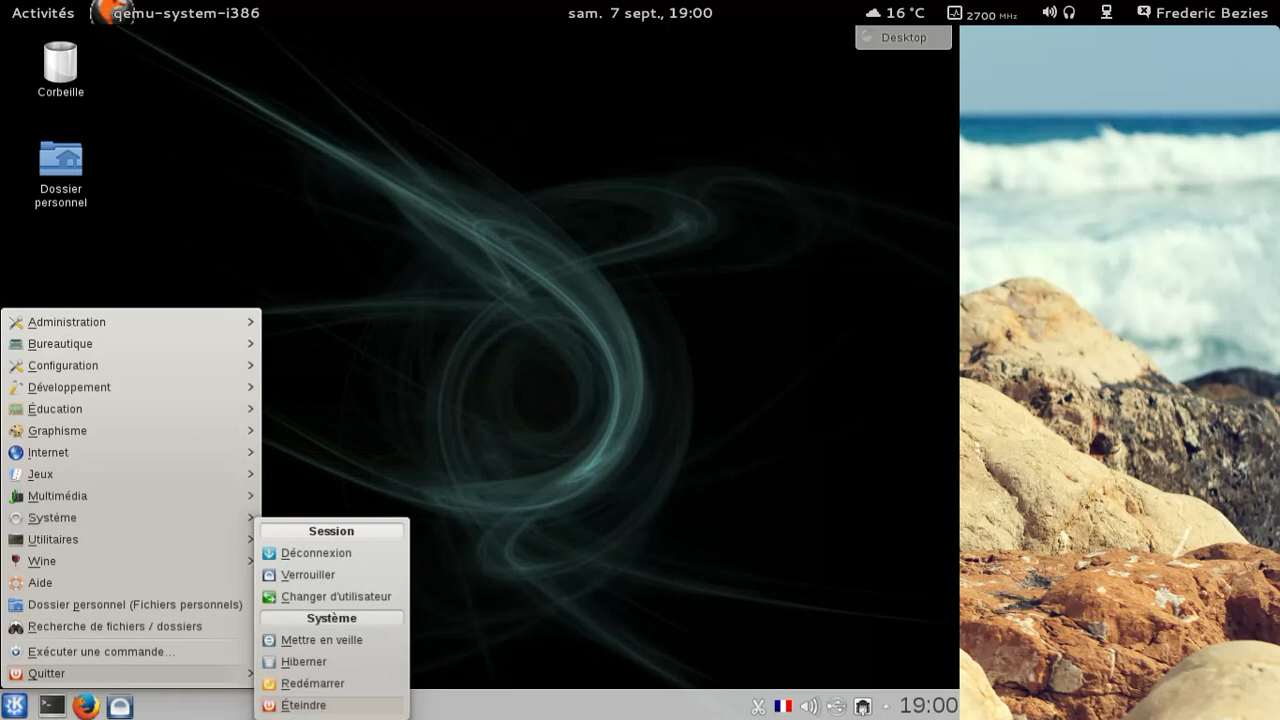 Activités
qemu-system-i386
sam. 7 sept., 19:00
16 °C
2700 MHz
Frederic Bezies
Desktop
Corbeille
Dossier
personnel
Administration
Bureautique
Configuration
Développement
Éducation
Graphisme
Internet
Jeux
Multimédia
Système
Utilitaires
Wine
Aide
Dossier personnel (Fichiers personnels)
Recherche de fichiers / dossiers
Exécuter une commande...
Quitter
Session
Déconnexion
Verrouiller
Changer d'utilisateur
Système
Mettre en veille
Hiberner
Redémarrer
Éteindre
19:00